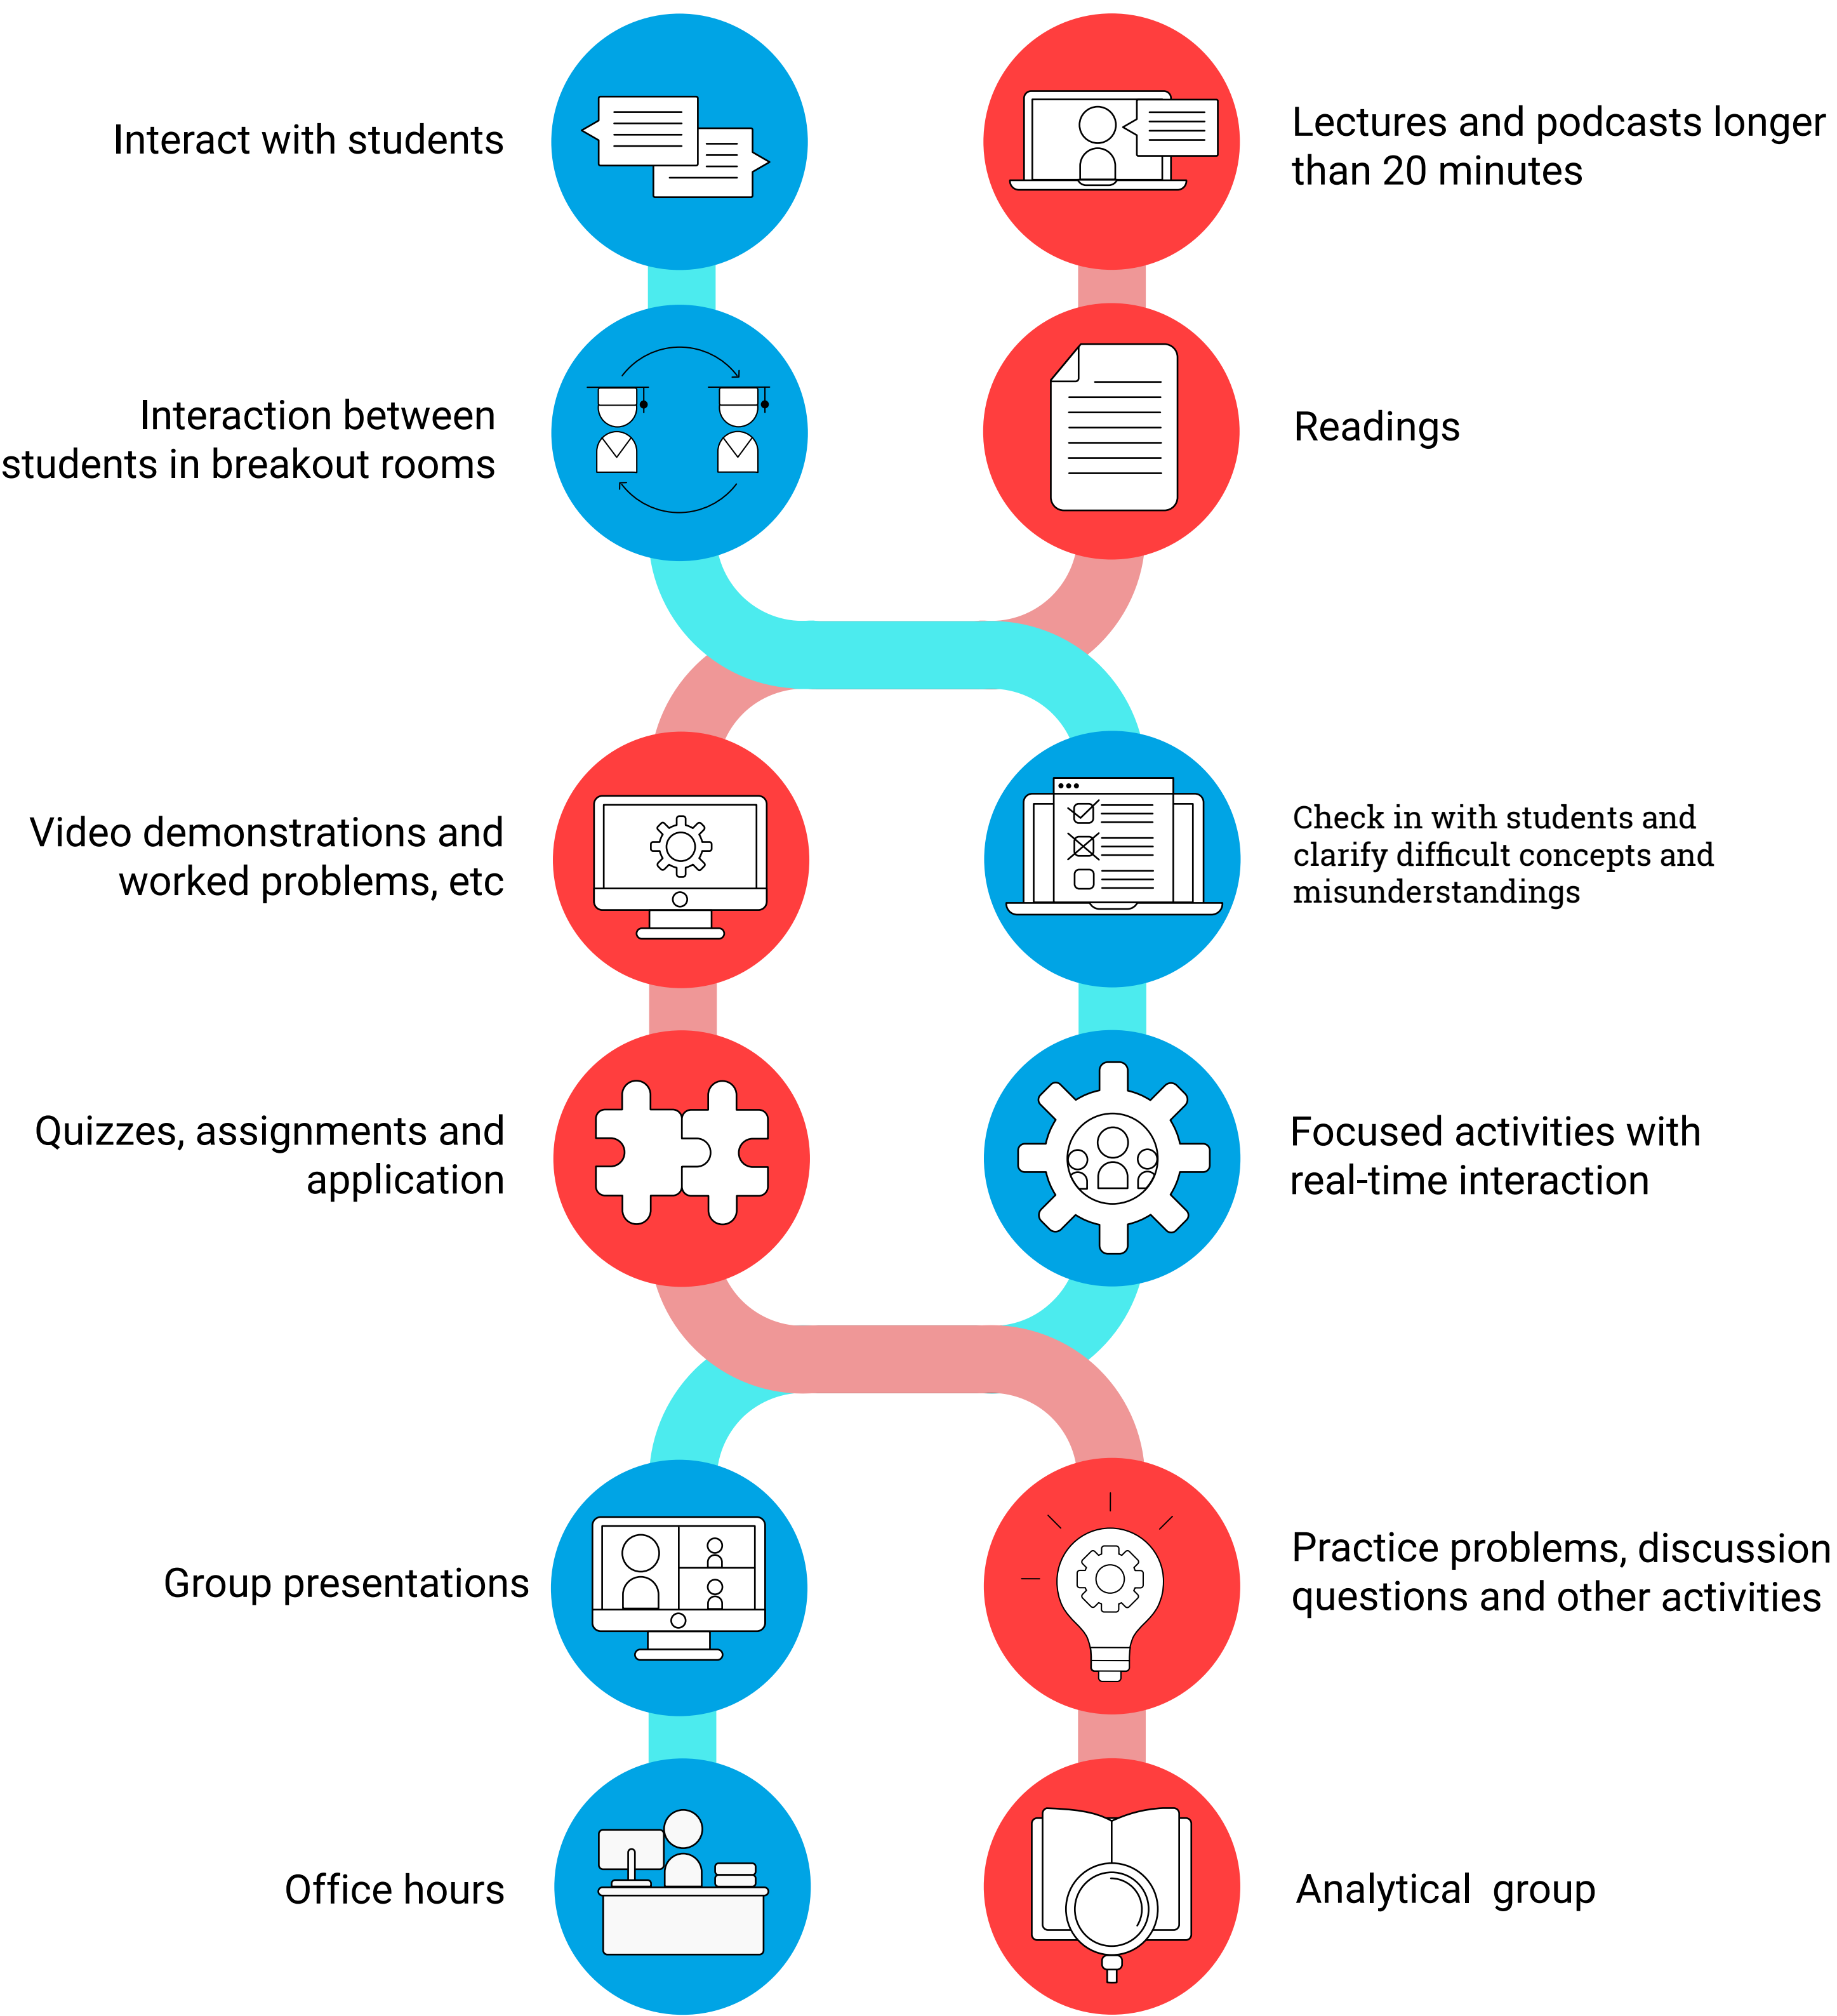 Interact with students
Lectures and podcasts longer
than 20 minutes
Interaction between
students in breakout rooms
Readings
Video demonstrations and
worked problems, etc
Check in with students and
clarify difficult concepts and
misunderstandings
Quizzes, assignments and
application
Focused activities with
real-time interaction
Group presentations
Practice problems, discussion
questions and other activities
Office hours
Analytical  group